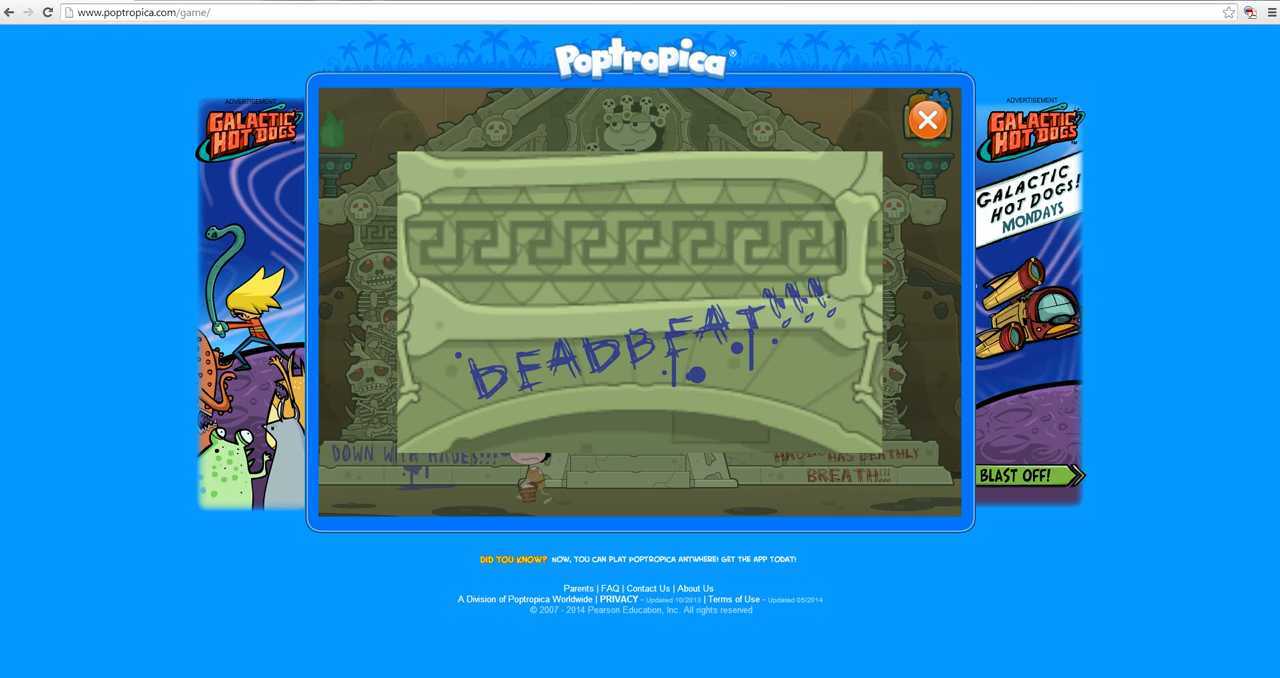 www.poptropica.com/game/
Poptropica®
ADVERTISEMENT
GALACTIC
HOT DOGS™
ADVERTISEMENT
GALACTIC
HOT DOGS™
GALACTIC
HOT DOGS!
MONDAYS
BLAST OFF!
DEADBEAT!!!
DOWN WITH HADES!!!
HADES HAS DEATHLY
BREATH!!!
DID YOU KNOW? NOW, YOU CAN PLAY POPTROPICA ANYWHERE! GET THE APP TODAY!
Parents | FAQ | Contact Us | About Us
A Division of Poptropica Worldwide | PRIVACY - Updated 10/2013 | Terms of Use - Updated 05/2014
© 2007 - 2014 Pearson Education, Inc. All rights reserved